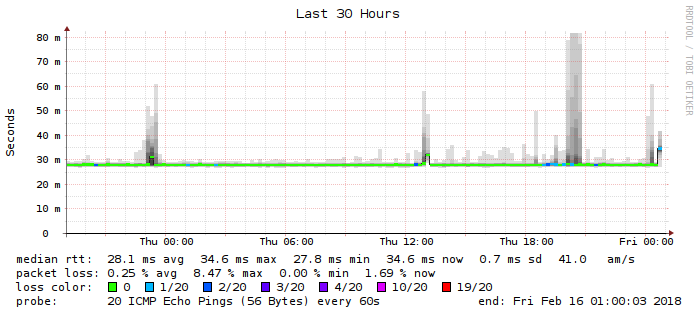 Last 30 Hours
RRDTOOL / TOBI OETIKER
Seconds
80 m
70 m
60 m
50 m
40 m
30 m
20 m
10 m
0
Thu 00:00 Thu 06:00 Thu 12:00 Thu 18:00 Fri 00:00
median rtt: 28.1 ms avg 34.6 ms max 27.8 ms min 34.6 ms now 0.7 ms sd 41.0 am/s
packet loss: 0.25 % avg 8.47 % max 0.00 % min 1.69 % now
loss color: 0 1/20 2/20 3/20 4/20 10/20 19/20
probe: 20 ICMP Echo Pings (56 Bytes) every 60s end: Fri Feb 16 01:00:03 2018